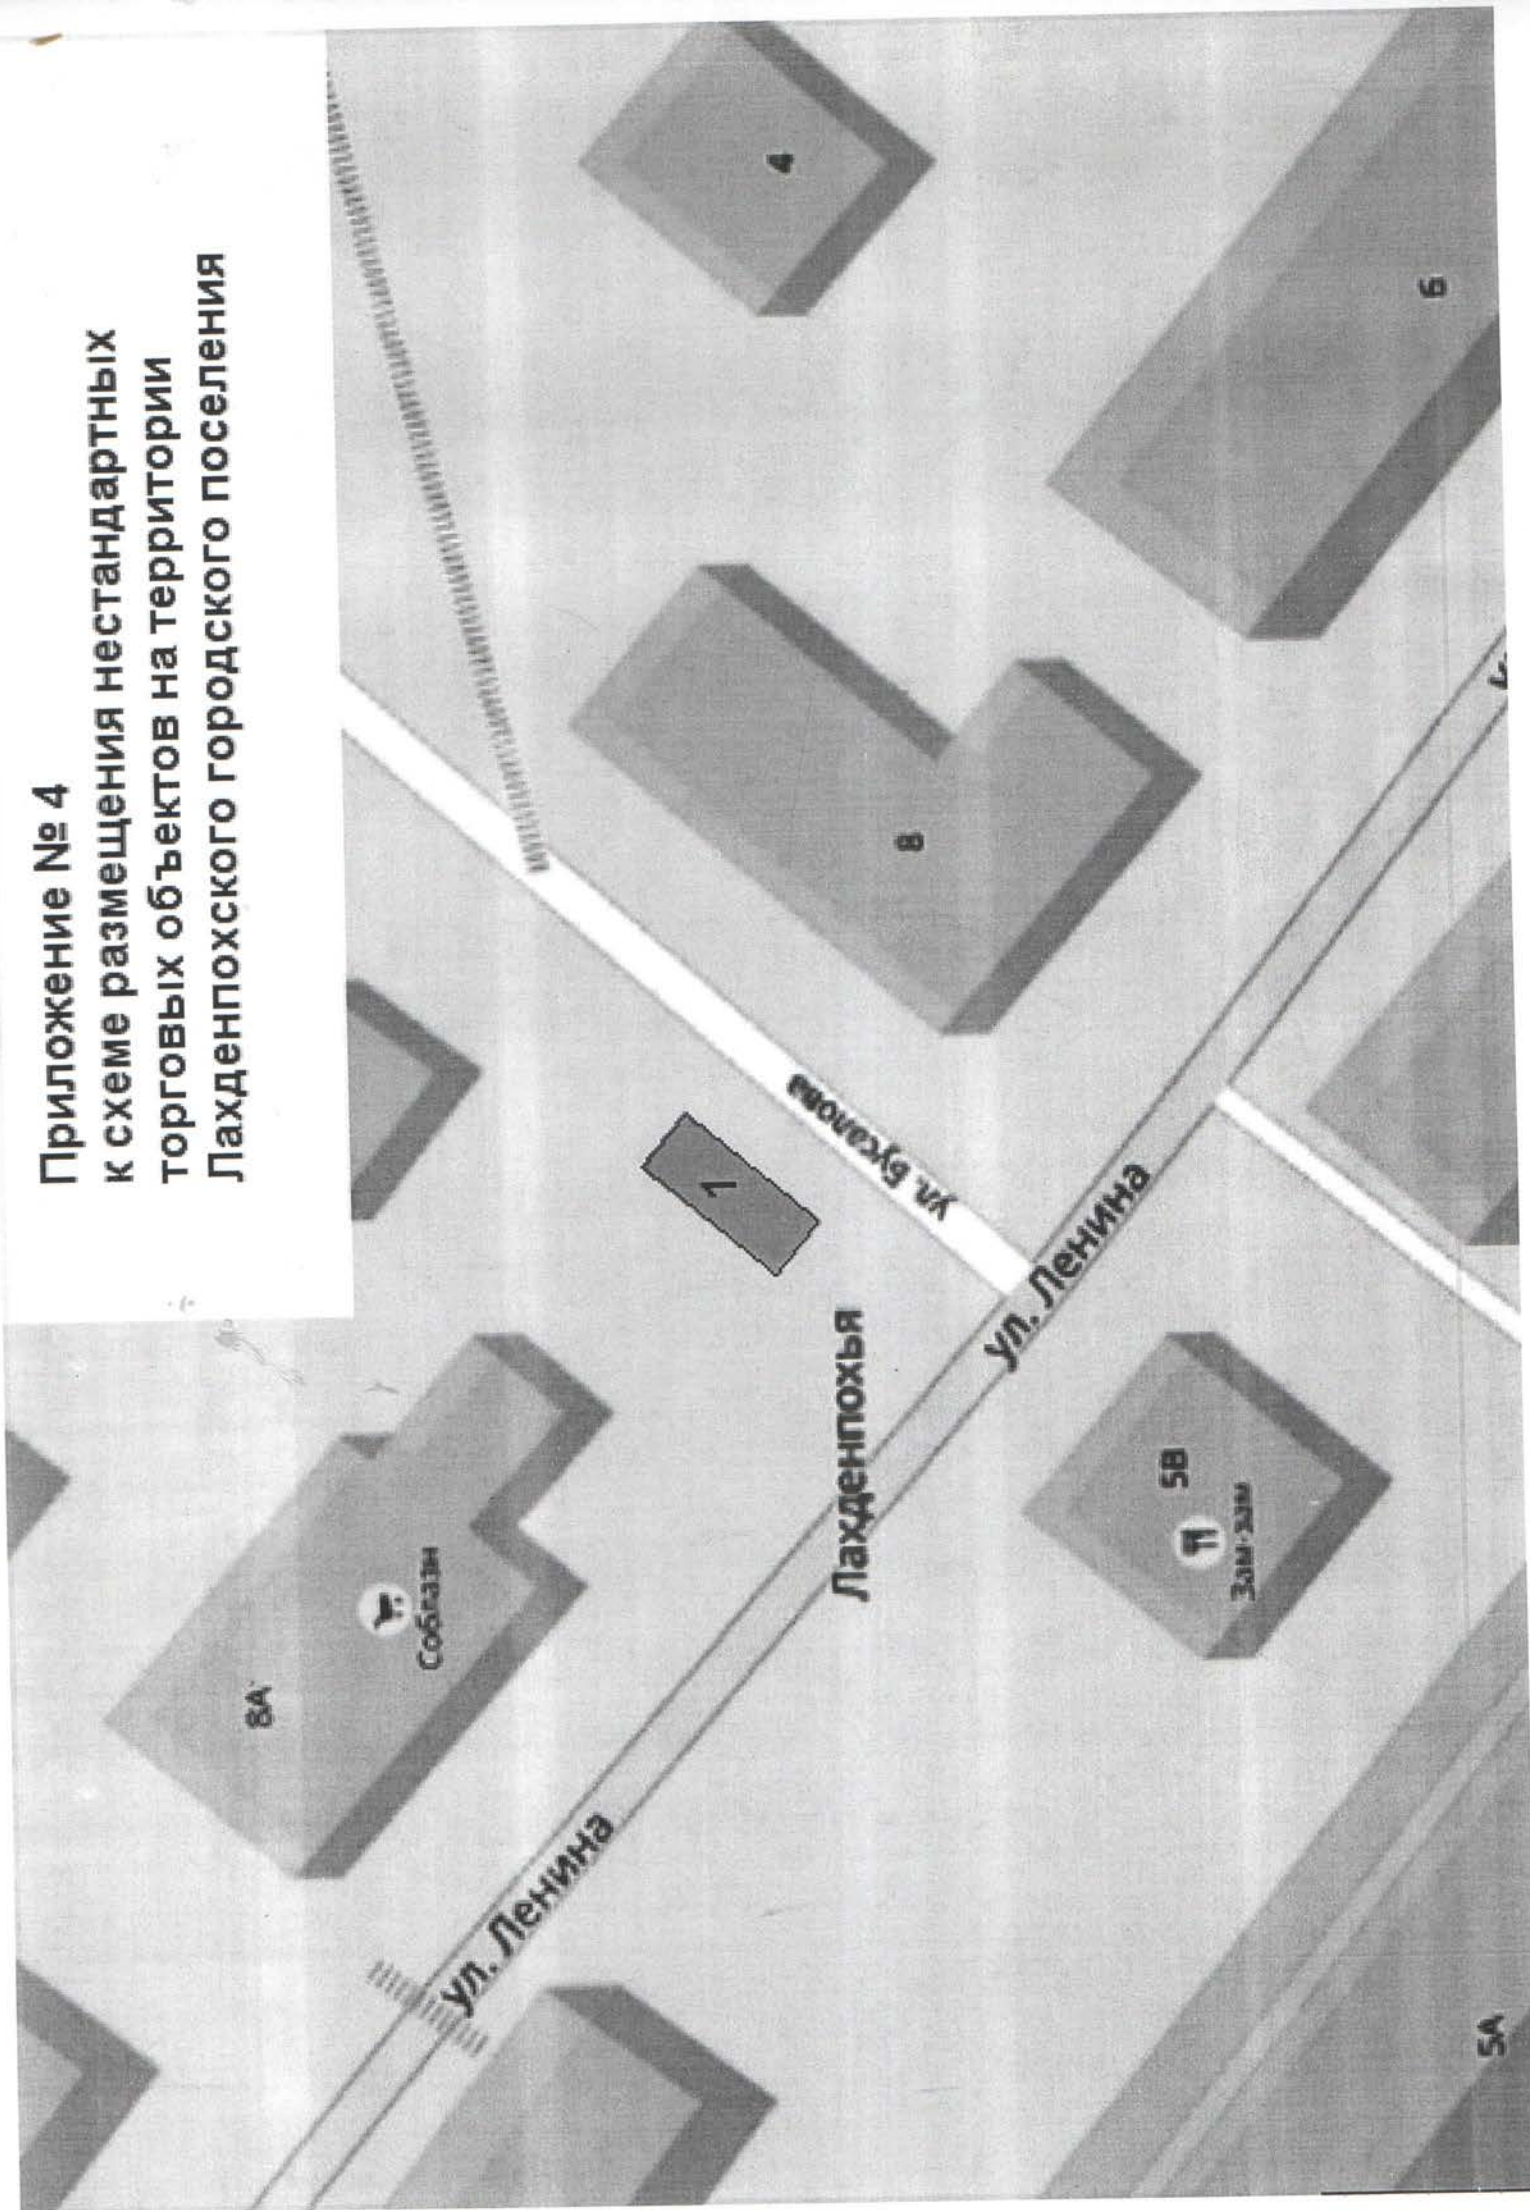 Приложение № 4
к схеме размещения нестандартных
торговых объектов на территории
Лахденпохского городского поселения
8А
Соблазн
ул. Ленина
Лахденпохья
1
ул. Бусалова
ул. Ленина
5В
Зам-зам
8
4
6
5А